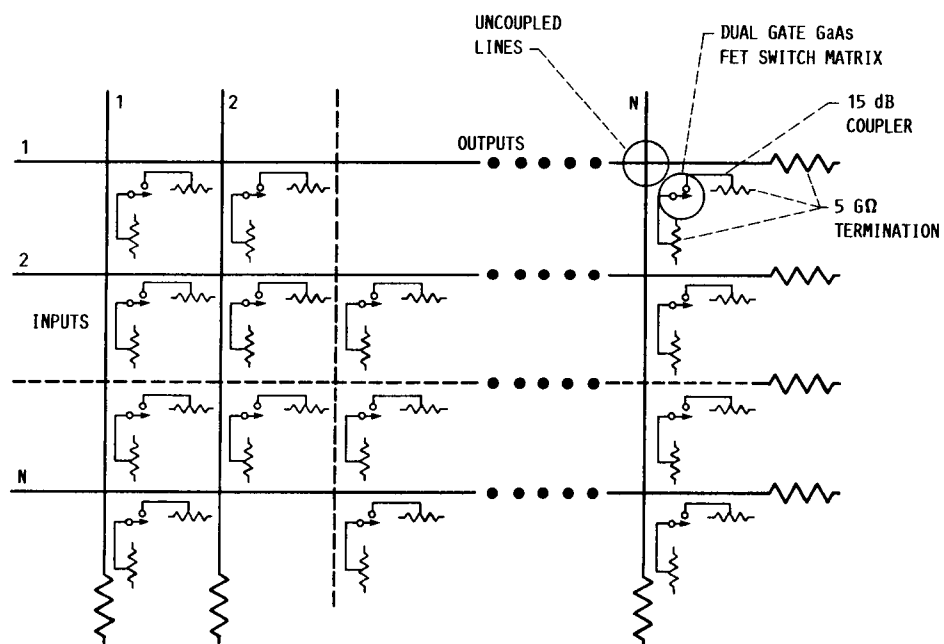 UNCOUPLED
LINES
DUAL GATE GaAs
FET SWITCH MATRIX
1
2
N
15 dB
COUPLER
1
OUTPUTS
5 GΩ
TERMINATION
2
INPUTS
N